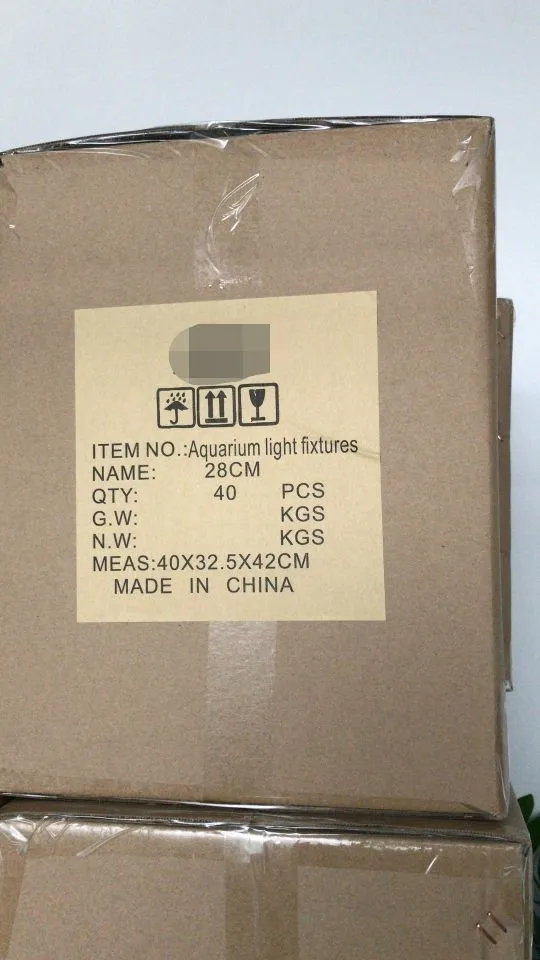 ITEM NO.:Aquarium light fixtures
NAME: 28CM
QTY: 40 PCS
G.W: KGS
N.W: KGS
MEAS:40X32.5X42CM
MADE IN CHINA